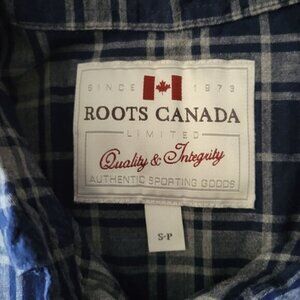 SINCE 1973
ROOTS CANADA
LIMITED
Quality & Integrity
AUTHENTIC SPORTING GOODS
S-P